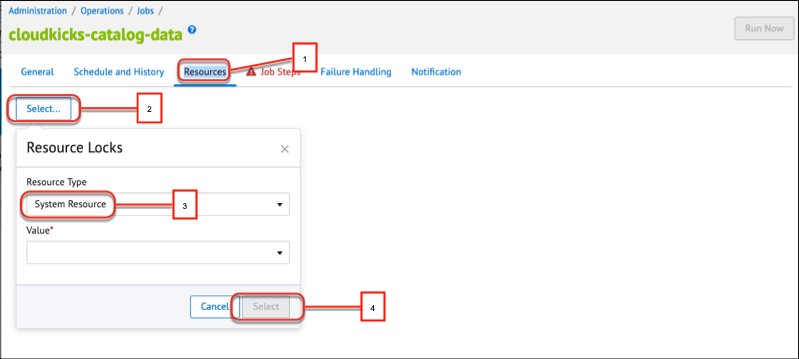 Administration / Operations / Jobs /
cloudkicks-catalog-data ?
Run Now
1
General Schedule and History Resources Job Steps Failure Handling Notification
Select... 2
Resource Locks ×
Resource Type
System Resource 3
Value*
Cancel Select 4